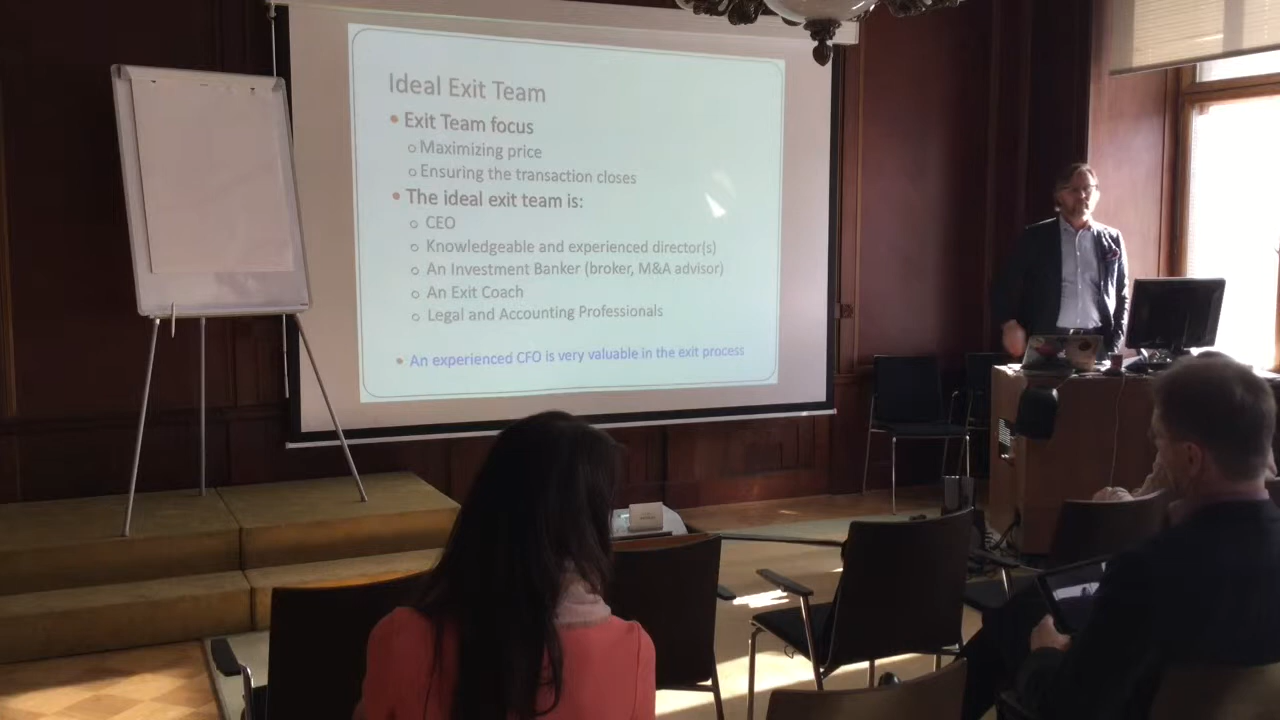 Ideal Exit Team
• Exit Team focus
o Maximizing price
o Ensuring the transaction closes
• The ideal exit team is:
o CEO
o Knowledgeable and experienced director(s)
o An Investment Banker (broker, M&A advisor)
o An Exit Coach
o Legal and Accounting Professionals
• An experienced CFO is very valuable in the exit process